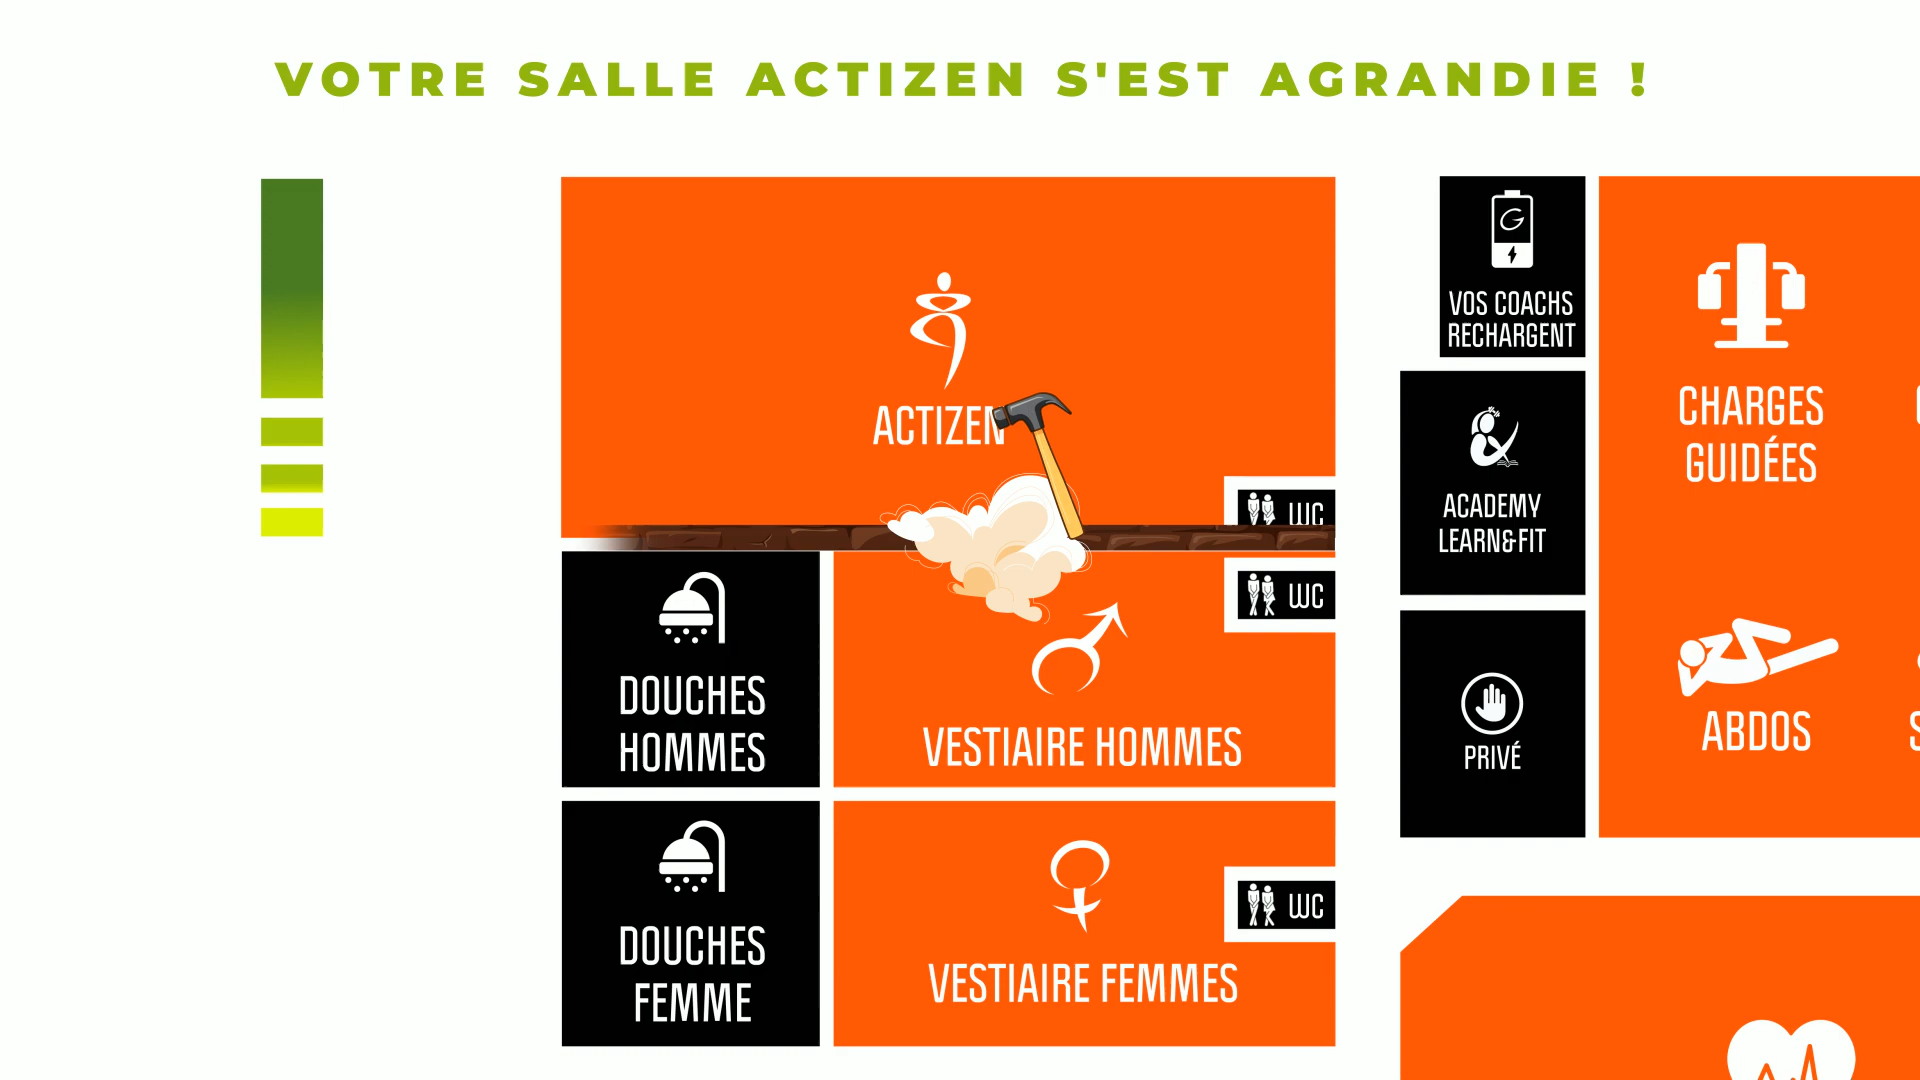 VOTRE SALLE ACTIZEN S'EST AGRANDIE !
ACTIZEN
WC
WC
DOUCHES
HOMMES
VESTIAIRE HOMMES
DOUCHES
FEMME
VESTIAIRE FEMMES
WC
VOS COACHS
RECHARGENT
ACADEMY
LEARN&FIT
PRIVÉ
CHARGES
GUIDÉES
ABDOS